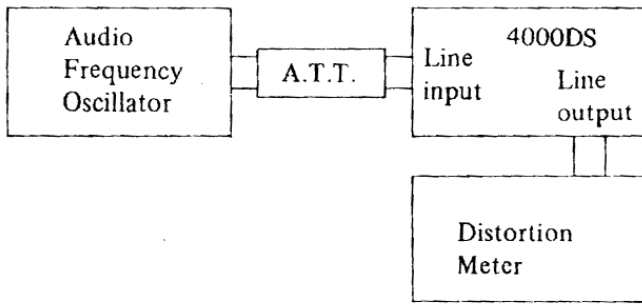 Audio
Frequency
Oscillator
A.T.T.
Line
input
4000DS
Line
output
Distortion
Meter